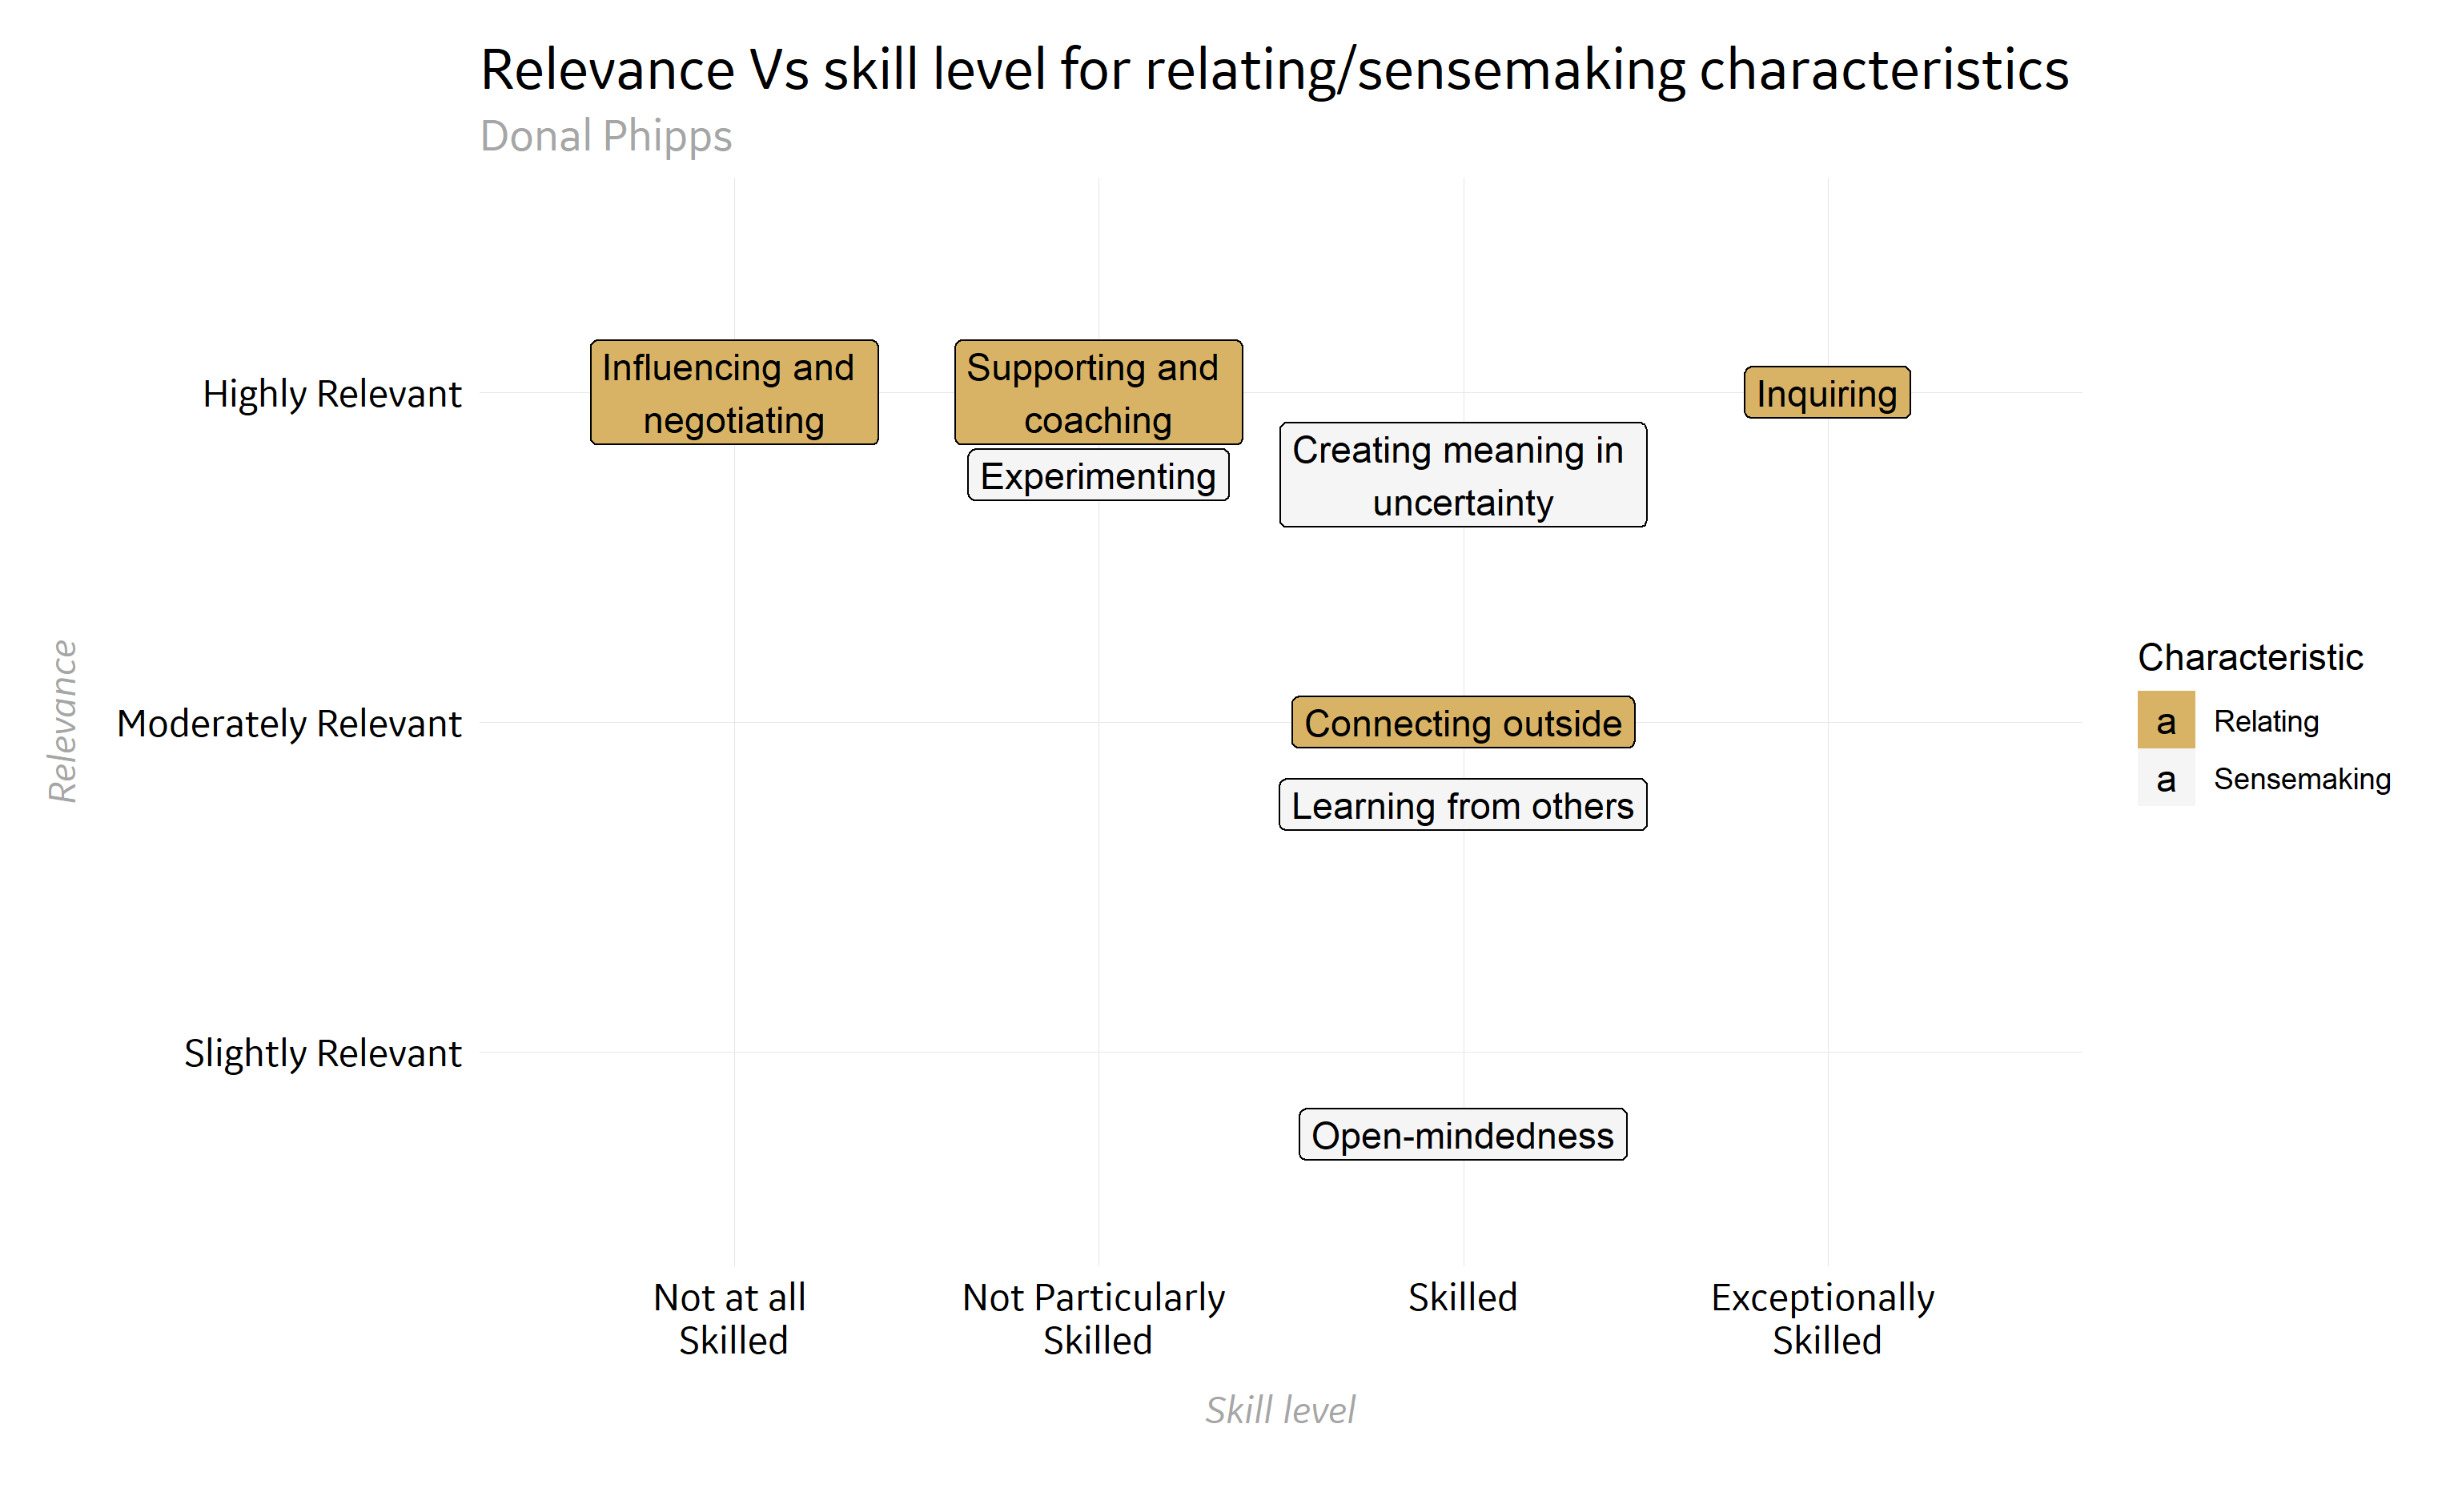 Relevance Vs skill level for relating/sensemaking characteristics
Donal Phipps
Highly Relevant
Moderately Relevant
Slightly Relevant
Relevance
Influencing and
negotiating
Supporting and
coaching
Inquiring
Experimenting
Creating meaning in
uncertainty
Connecting outside
Learning from others
Open-mindedness
Not at all
Skilled
Not Particularly
Skilled
Skilled
Exceptionally
Skilled
Skill level
Characteristic
a Relating
a Sensemaking